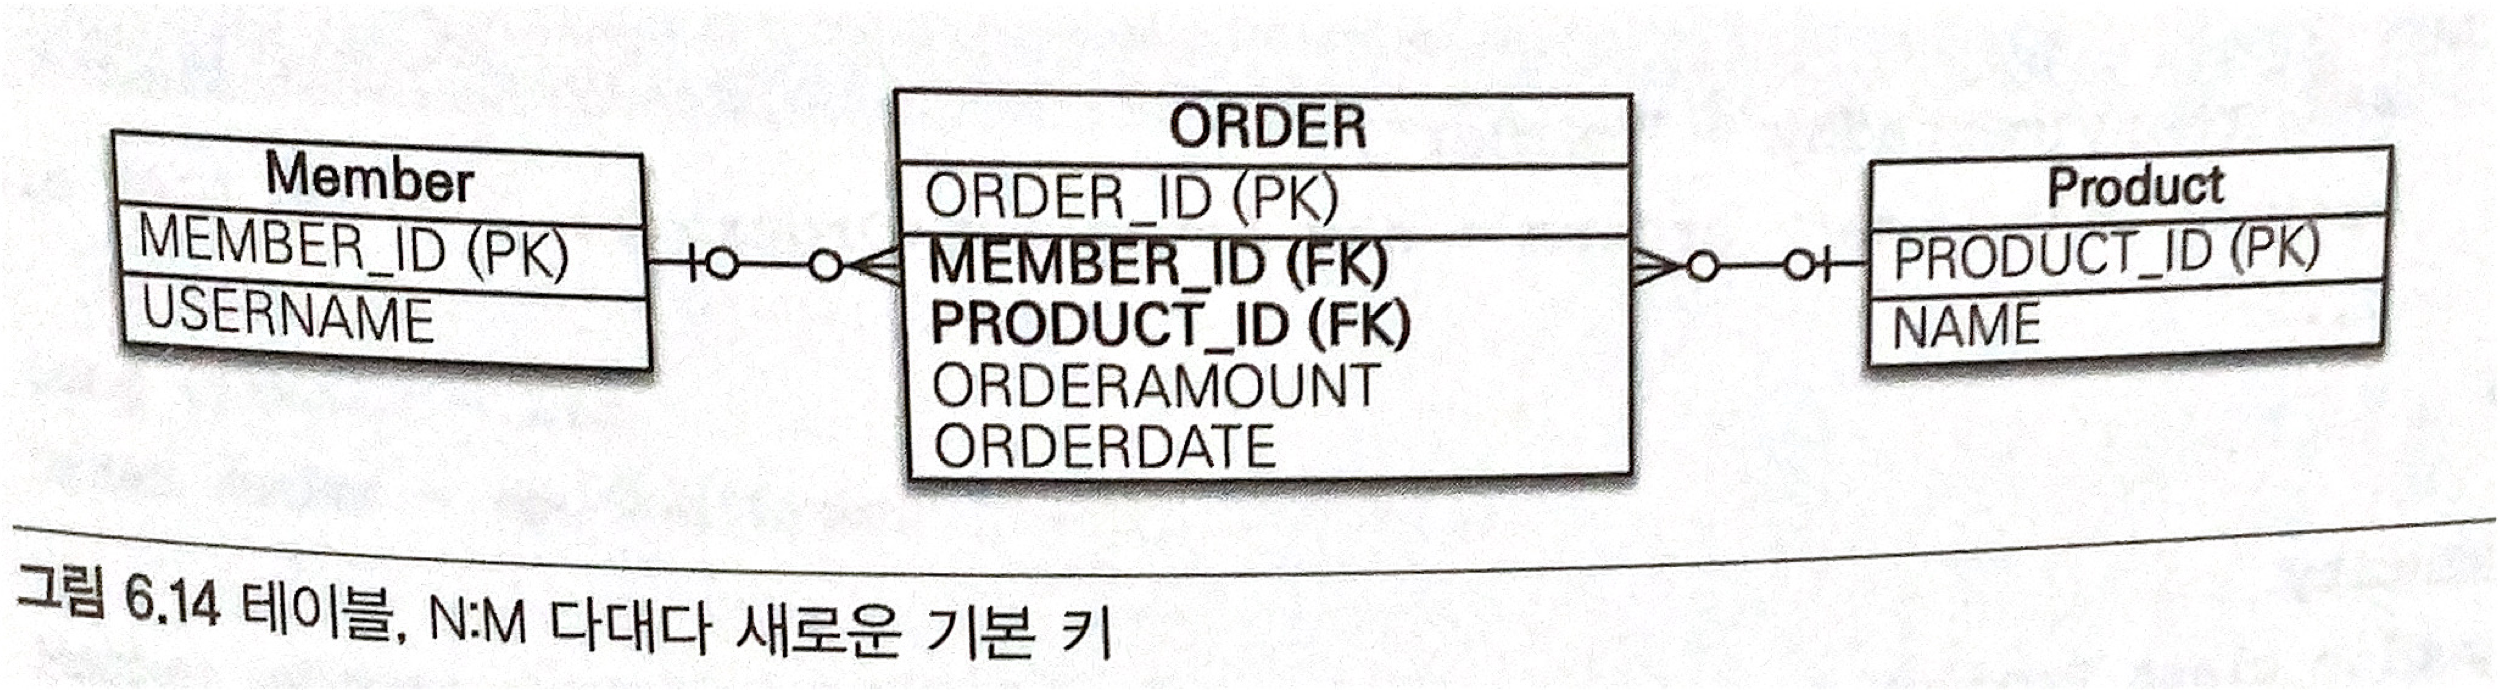 Member
MEMBER_ID (PK)
USERNAME
ORDER
ORDER_ID (PK)
MEMBER_ID (FK)
PRODUCT_ID (FK)
ORDERAMOUNT
ORDERDATE
Product
PRODUCT_ID (PK)
NAME
그림 6.14 테이블, N:M 다대다 새로운 기본 키